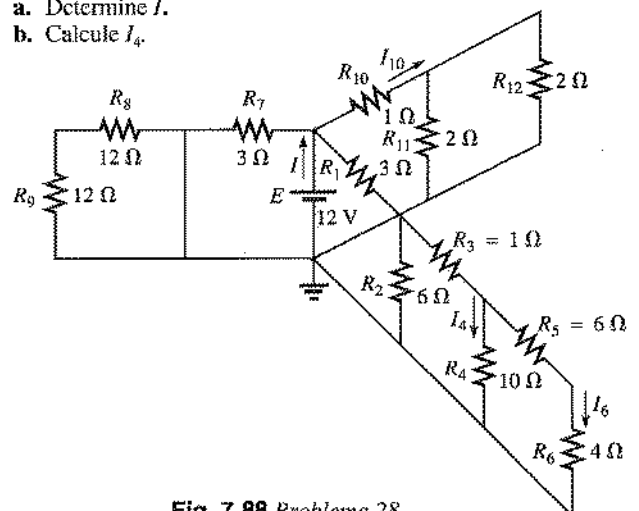 a. Determine I.
b. Calcule I4.
I10
R10
R12
2 Ω
R8
R7
1 Ω
R11
2 Ω
12 Ω
3 Ω
I
R1
3 Ω
R9
12 Ω
E
12 V
R3 = 1 Ω
R2
6 Ω
I4
R5 = 6 Ω
R4
10 Ω
I6
R6
4 Ω
Fig. 7.88 Problema 28.